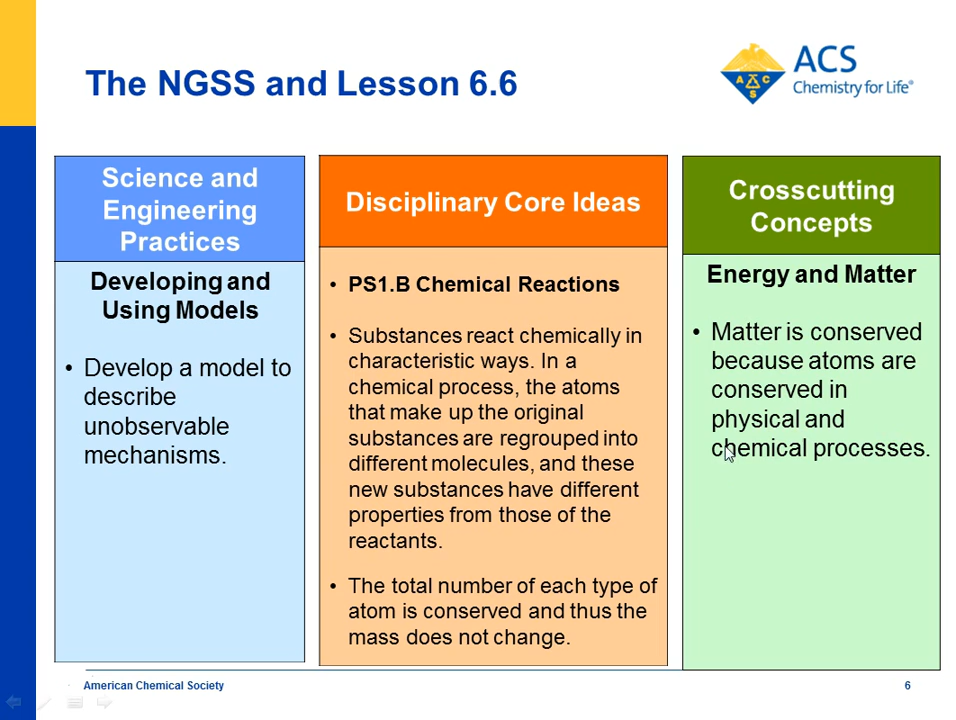 The NGSS and Lesson 6.6
ACS
Chemistry for Life®
A C C
S
Science and
Engineering
Practices
Developing and
Using Models
• Develop a model to
describe
unobservable
mechanisms.
Disciplinary Core Ideas
• PS1.B Chemical Reactions
• Substances react chemically in
characteristic ways. In a
chemical process, the atoms
that make up the original
substances are regrouped into
different molecules, and these
new substances have different
properties from those of the
reactants.
• The total number of each type of
atom is conserved and thus the
mass does not change.
Crosscutting
Concepts
Energy and Matter
• Matter is conserved
because atoms are
conserved in
physical and
chemical processes.
American Chemical Society
6